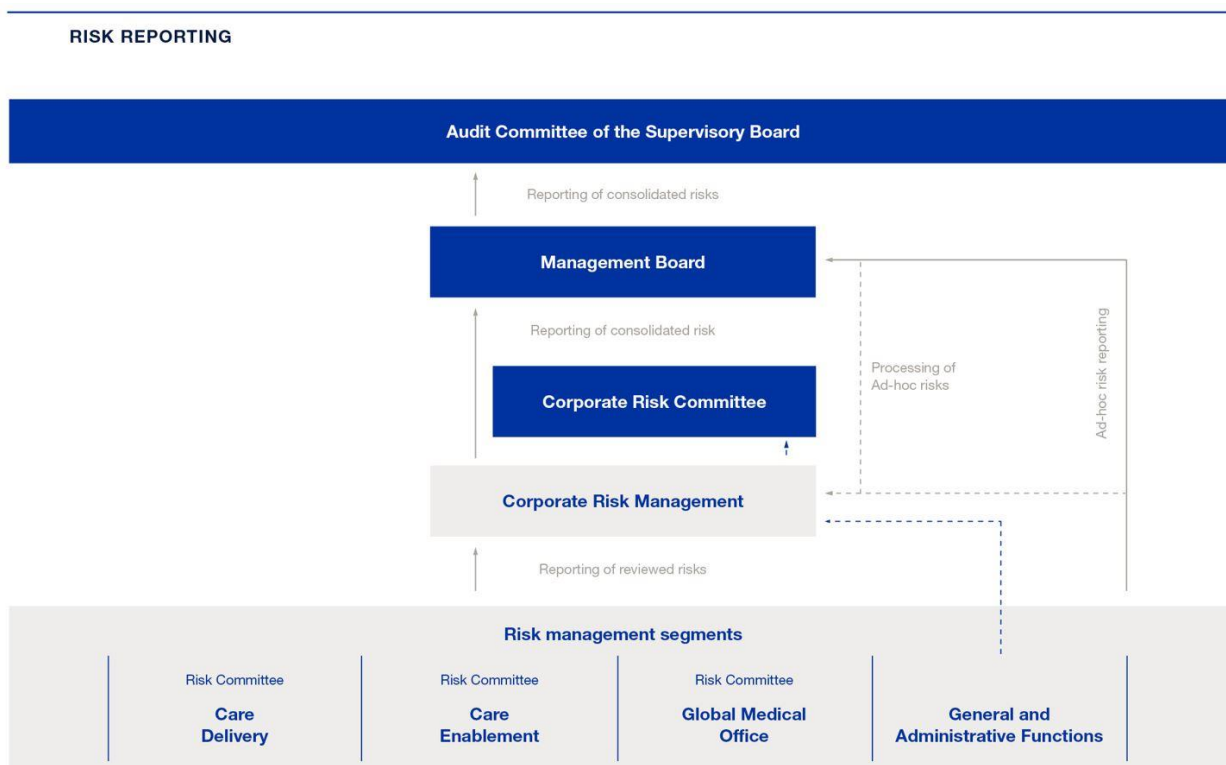 RISK REPORTING
Audit Committee of the Supervisory Board
Reporting of consolidated risks
Management Board
Reporting of consolidated risk
Processing of
Ad-hoc risks
Ad-hoc risk reporting
Corporate Risk Committee
Corporate Risk Management
Reporting of reviewed risks
Risk management segments
Risk Committee
Care
Delivery
Risk Committee
Care
Enablement
Risk Committee
Global Medical
Office
General and
Administrative Functions